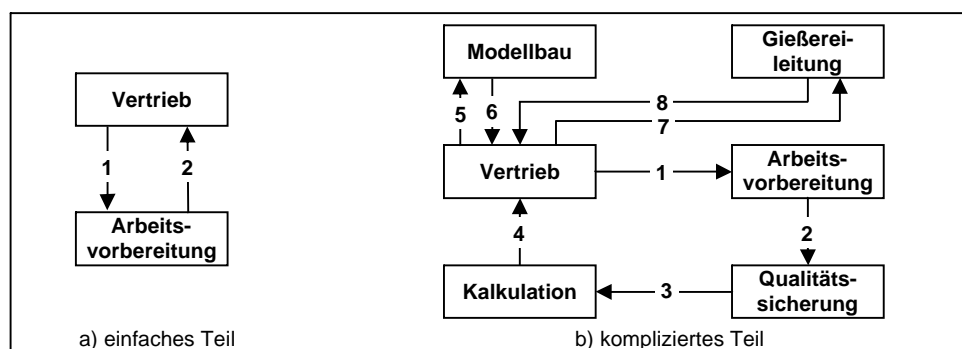 Vertrieb
1
2
Arbeits-
vorbereitung
a) einfaches Teil
Modellbau
Gießerei-
leitung
5
6
8
7
Vertrieb
1
Arbeits-
vorbereitung
4
2
Kalkulation
3
Qualitäts-
sicherung
b) kompliziertes Teil